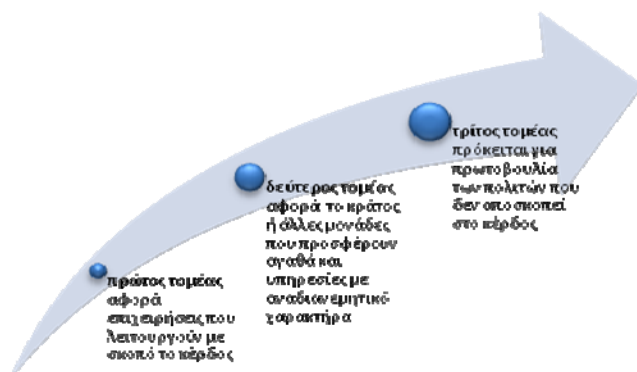 πρώτος τομέας
αφορά
επιχειρήσεις που
λειτουργούν με
σκοπό το κέρδος
δεύτερος τομέας
αφορά το κράτος
ή άλλες μονάδες
που προσφέρουν
αγαθά και
υπηρεσίες με
αναδιανεμητικό
χαρακτήρα
τρίτος τομέας
πρόκειται για
πρωτοβουλία
των πολιτών που
δεν αποσκοπεί
στο κέρδος